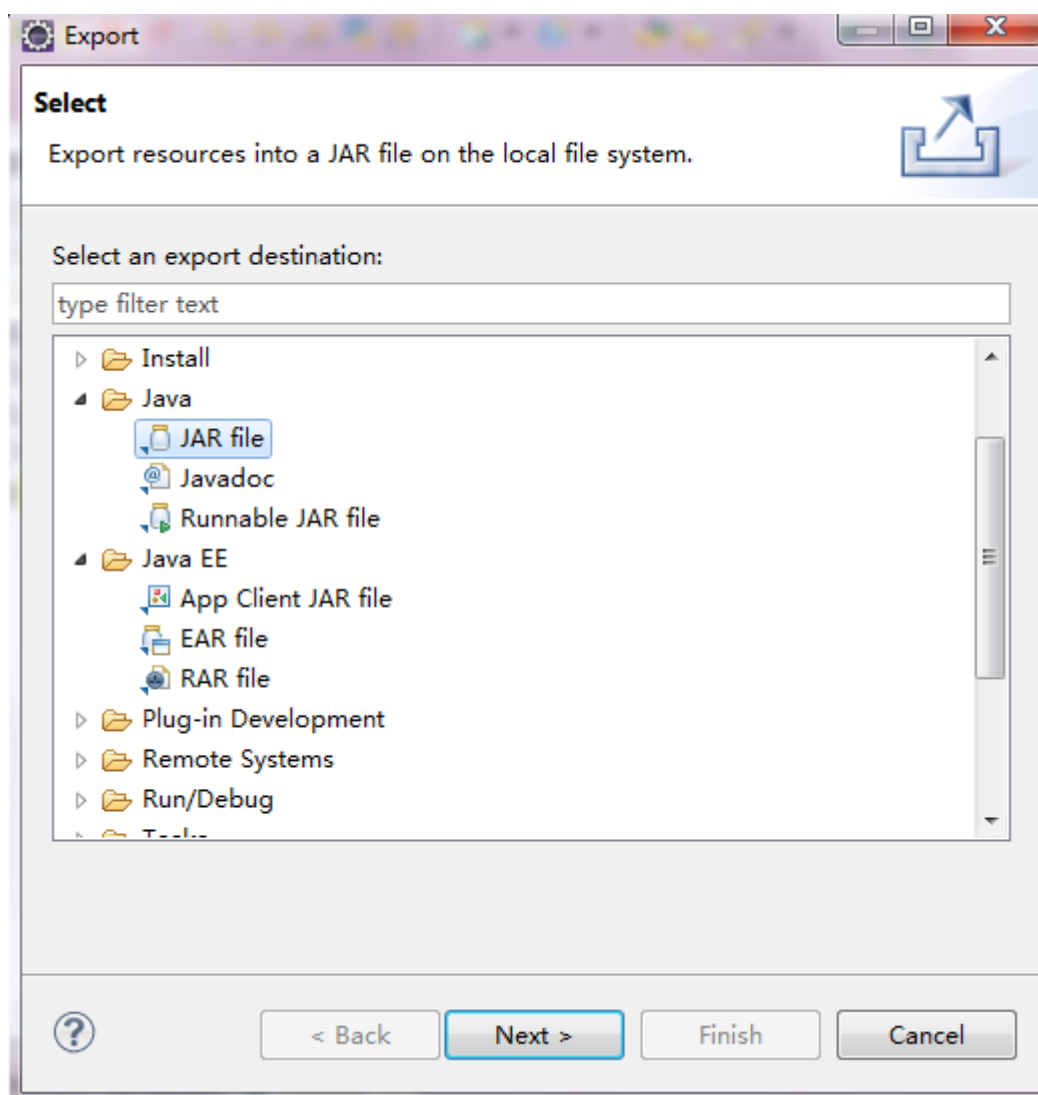 Export
Select
Export resources into a JAR file on the local file system.
Select an export destination:
type filter text
Install
Java
JAR file
Javadoc
Runnable JAR file
Java EE
App Client JAR file
EAR file
RAR file
Plug-in Development
Remote Systems
Run/Debug
< Back Next > Finish Cancel